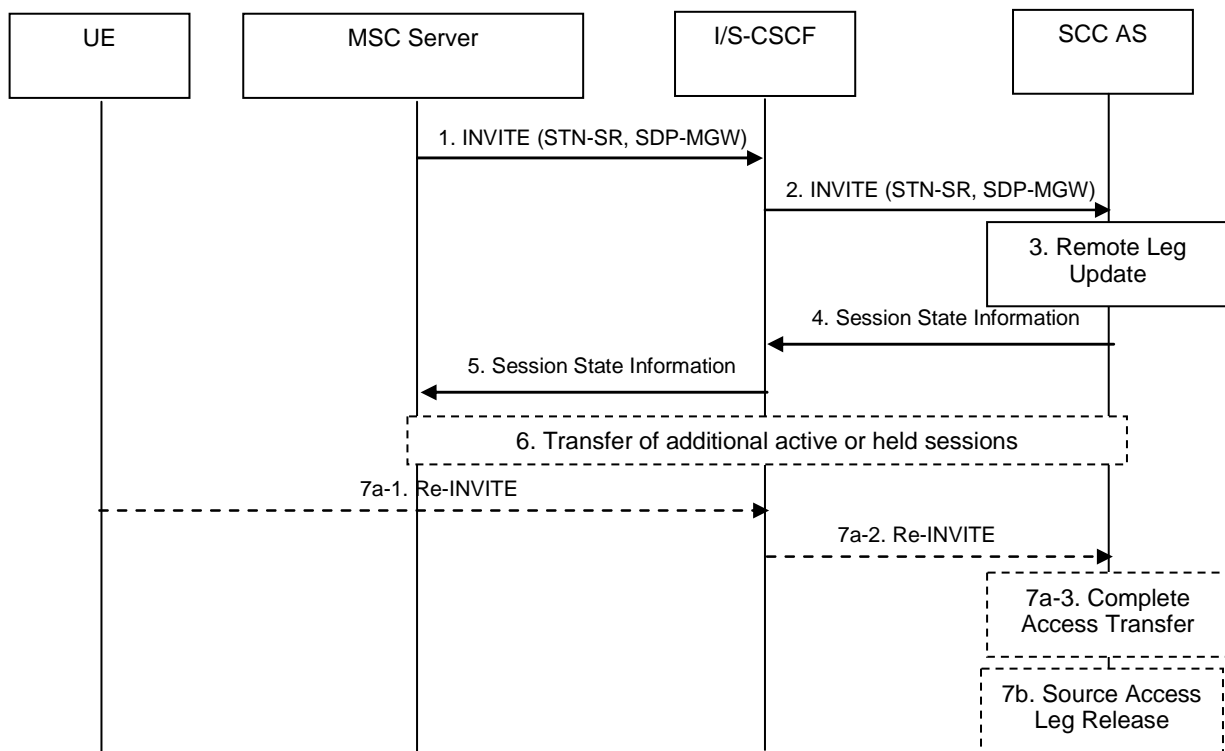 UE
MSC Server
I/S-CSCF
SCC AS
1. INVITE (STN-SR, SDP-MGW)
2. INVITE (STN-SR, SDP-MGW)
3. Remote Leg
Update
4. Session State Information
5. Session State Information
6. Transfer of additional active or held sessions
7a-1. Re-INVITE
7a-2. Re-INVITE
7a-3. Complete
Access Transfer
7b. Source Access
Leg Release